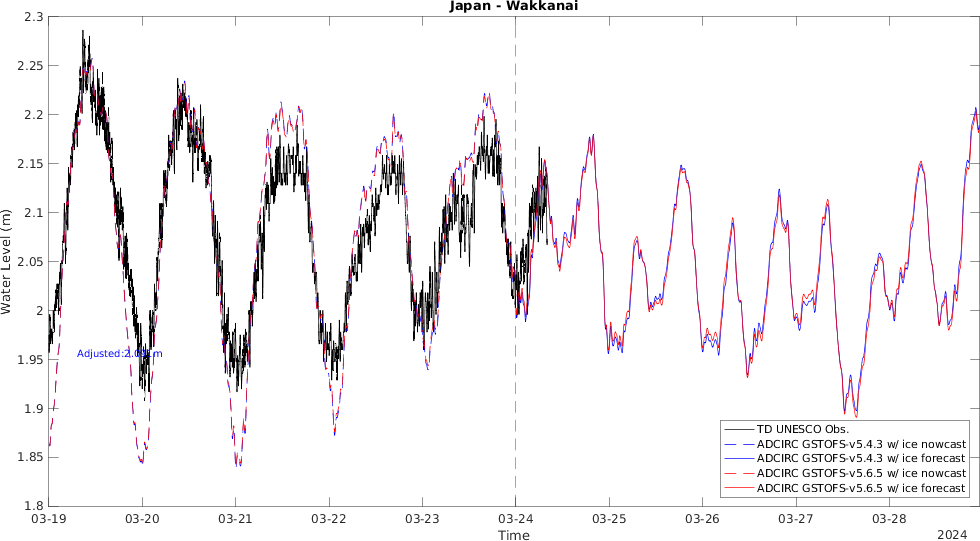 Japan - Wakkanai
2.3
2.25
2.2
2.15
2.1
2.05
2
1.95
1.9
1.85
1.8
Water Level (m)
Adjusted: m
TD UNESCO Obs.
ADCIRC GSTOFS-v5.4.3 w/ ice nowcast
ADCIRC GSTOFS-v5.4.3 w/ ice forecast
ADCIRC GSTOFS-v5.6.5 w/ ice nowcast
ADCIRC GSTOFS-v5.6.5 w/ ice forecast
03-19 03-20 03-21 03-22 03-23 03-24 03-25 03-26 03-27 03-28
Time
2024